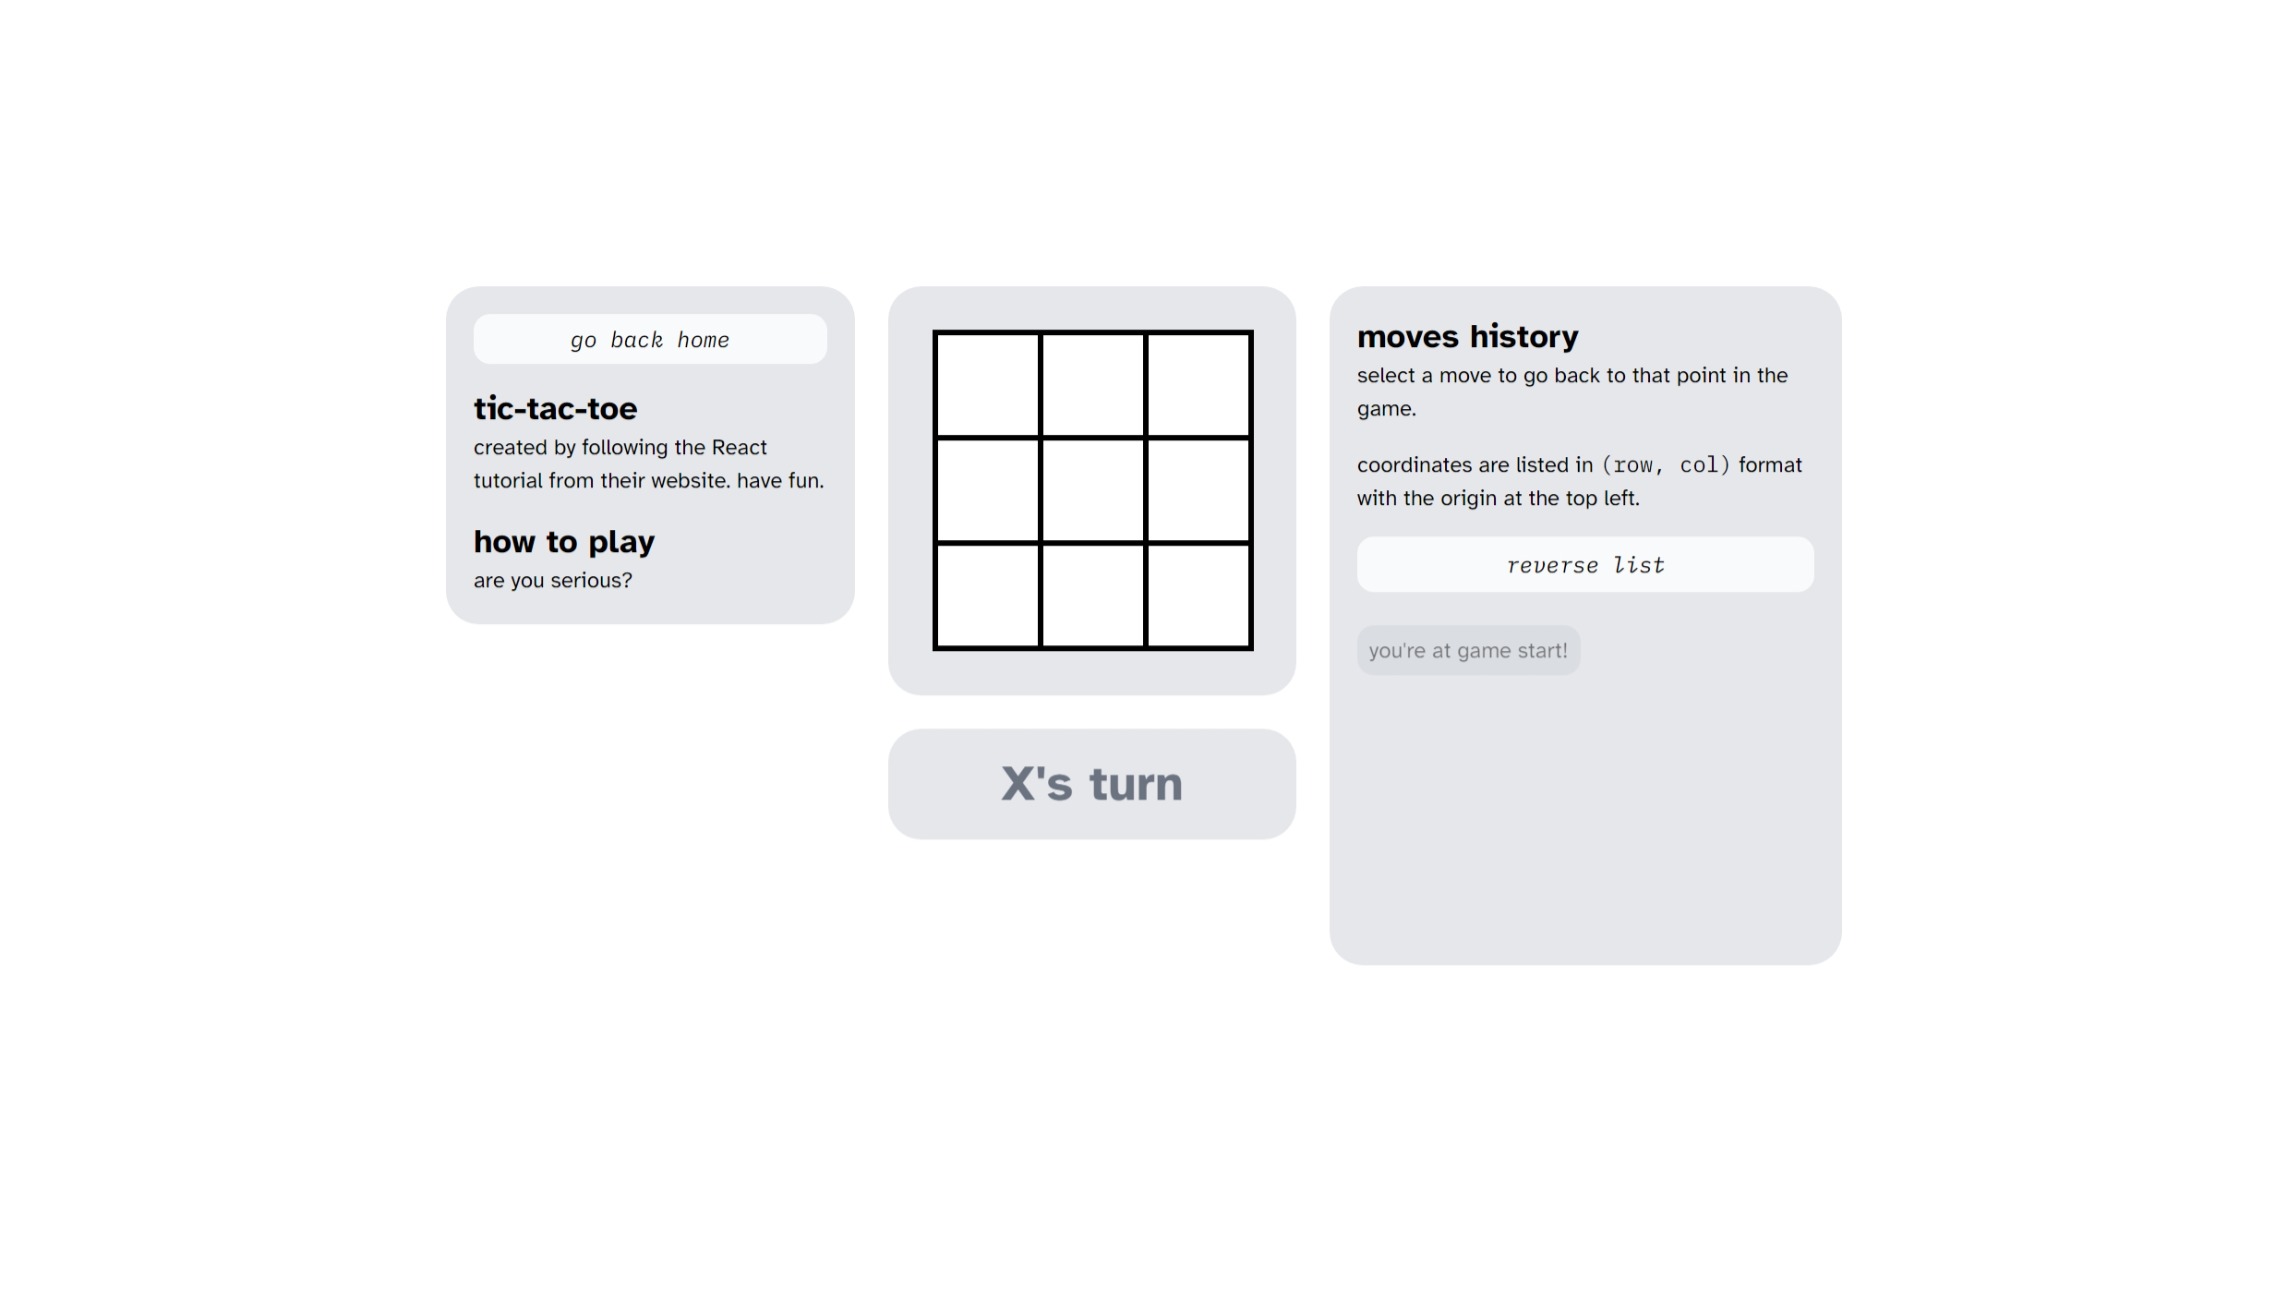 go back home
tic-tac-toe
created by following the React
tutorial from their website. have fun.
how to play
are you serious?
X's turn
moves history
select a move to go back to that point in the
game.
coordinates are listed in (row, col) format
with the origin at the top left.
reverse list
you're at game start!